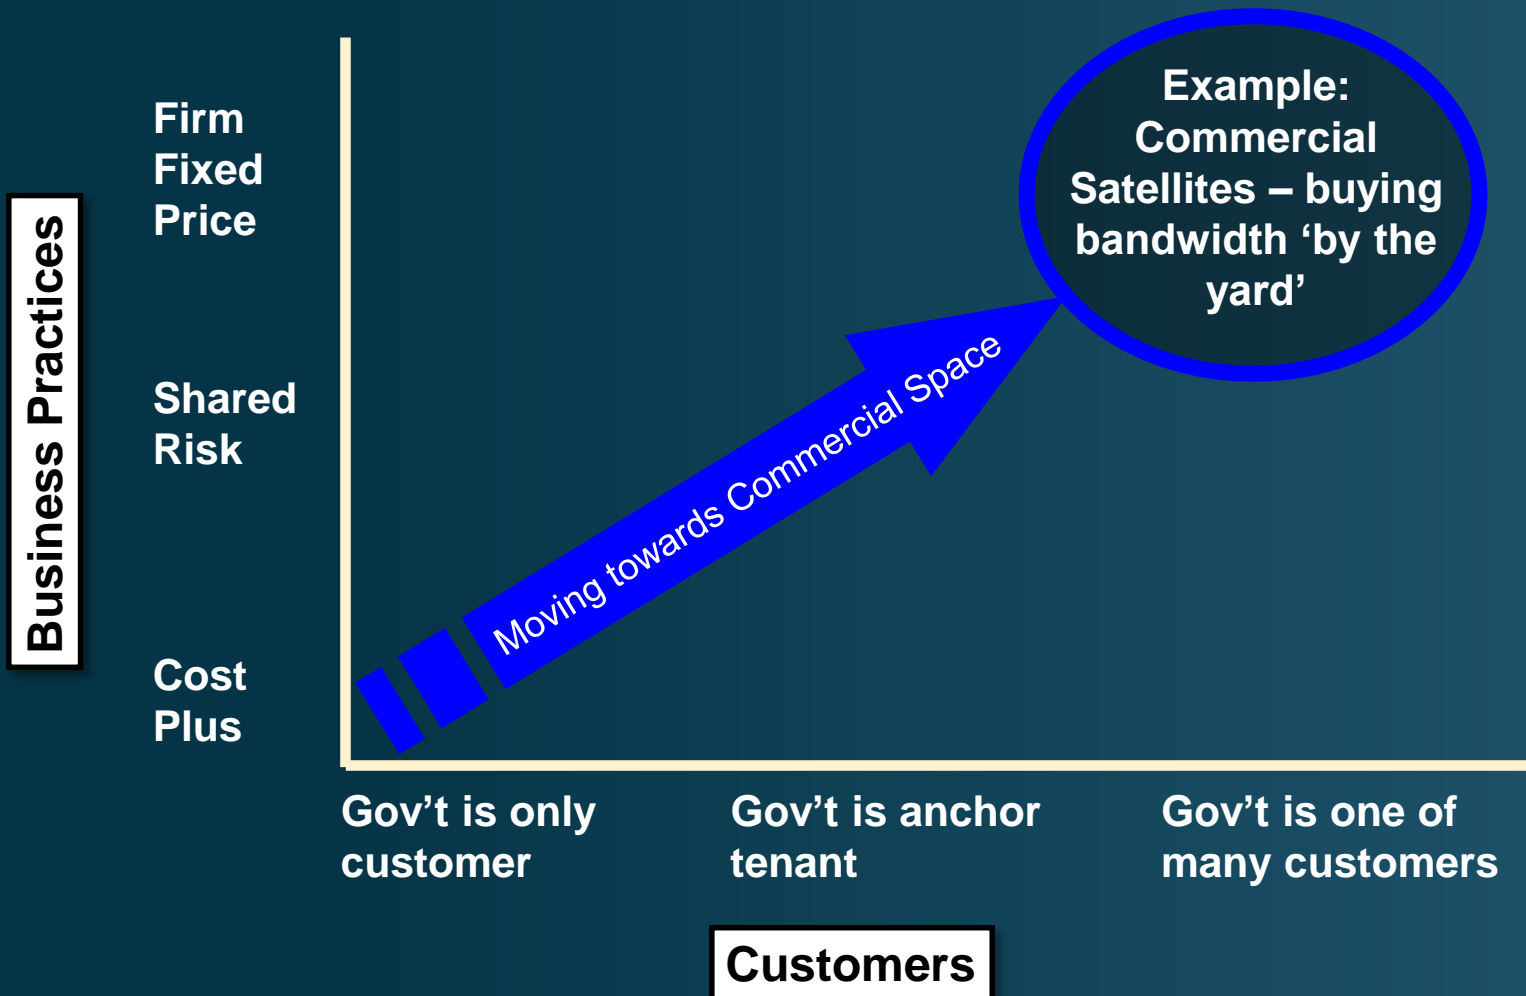 Business Practices
Firm
Fixed
Price
Shared
Risk
Cost
Plus
Example:
Commercial
Satellites – buying
bandwidth ‘by the
yard’
Moving towards Commercial Space
Gov’t is only
customer
Gov’t is anchor
tenant
Gov’t is one of
many customers
Customers